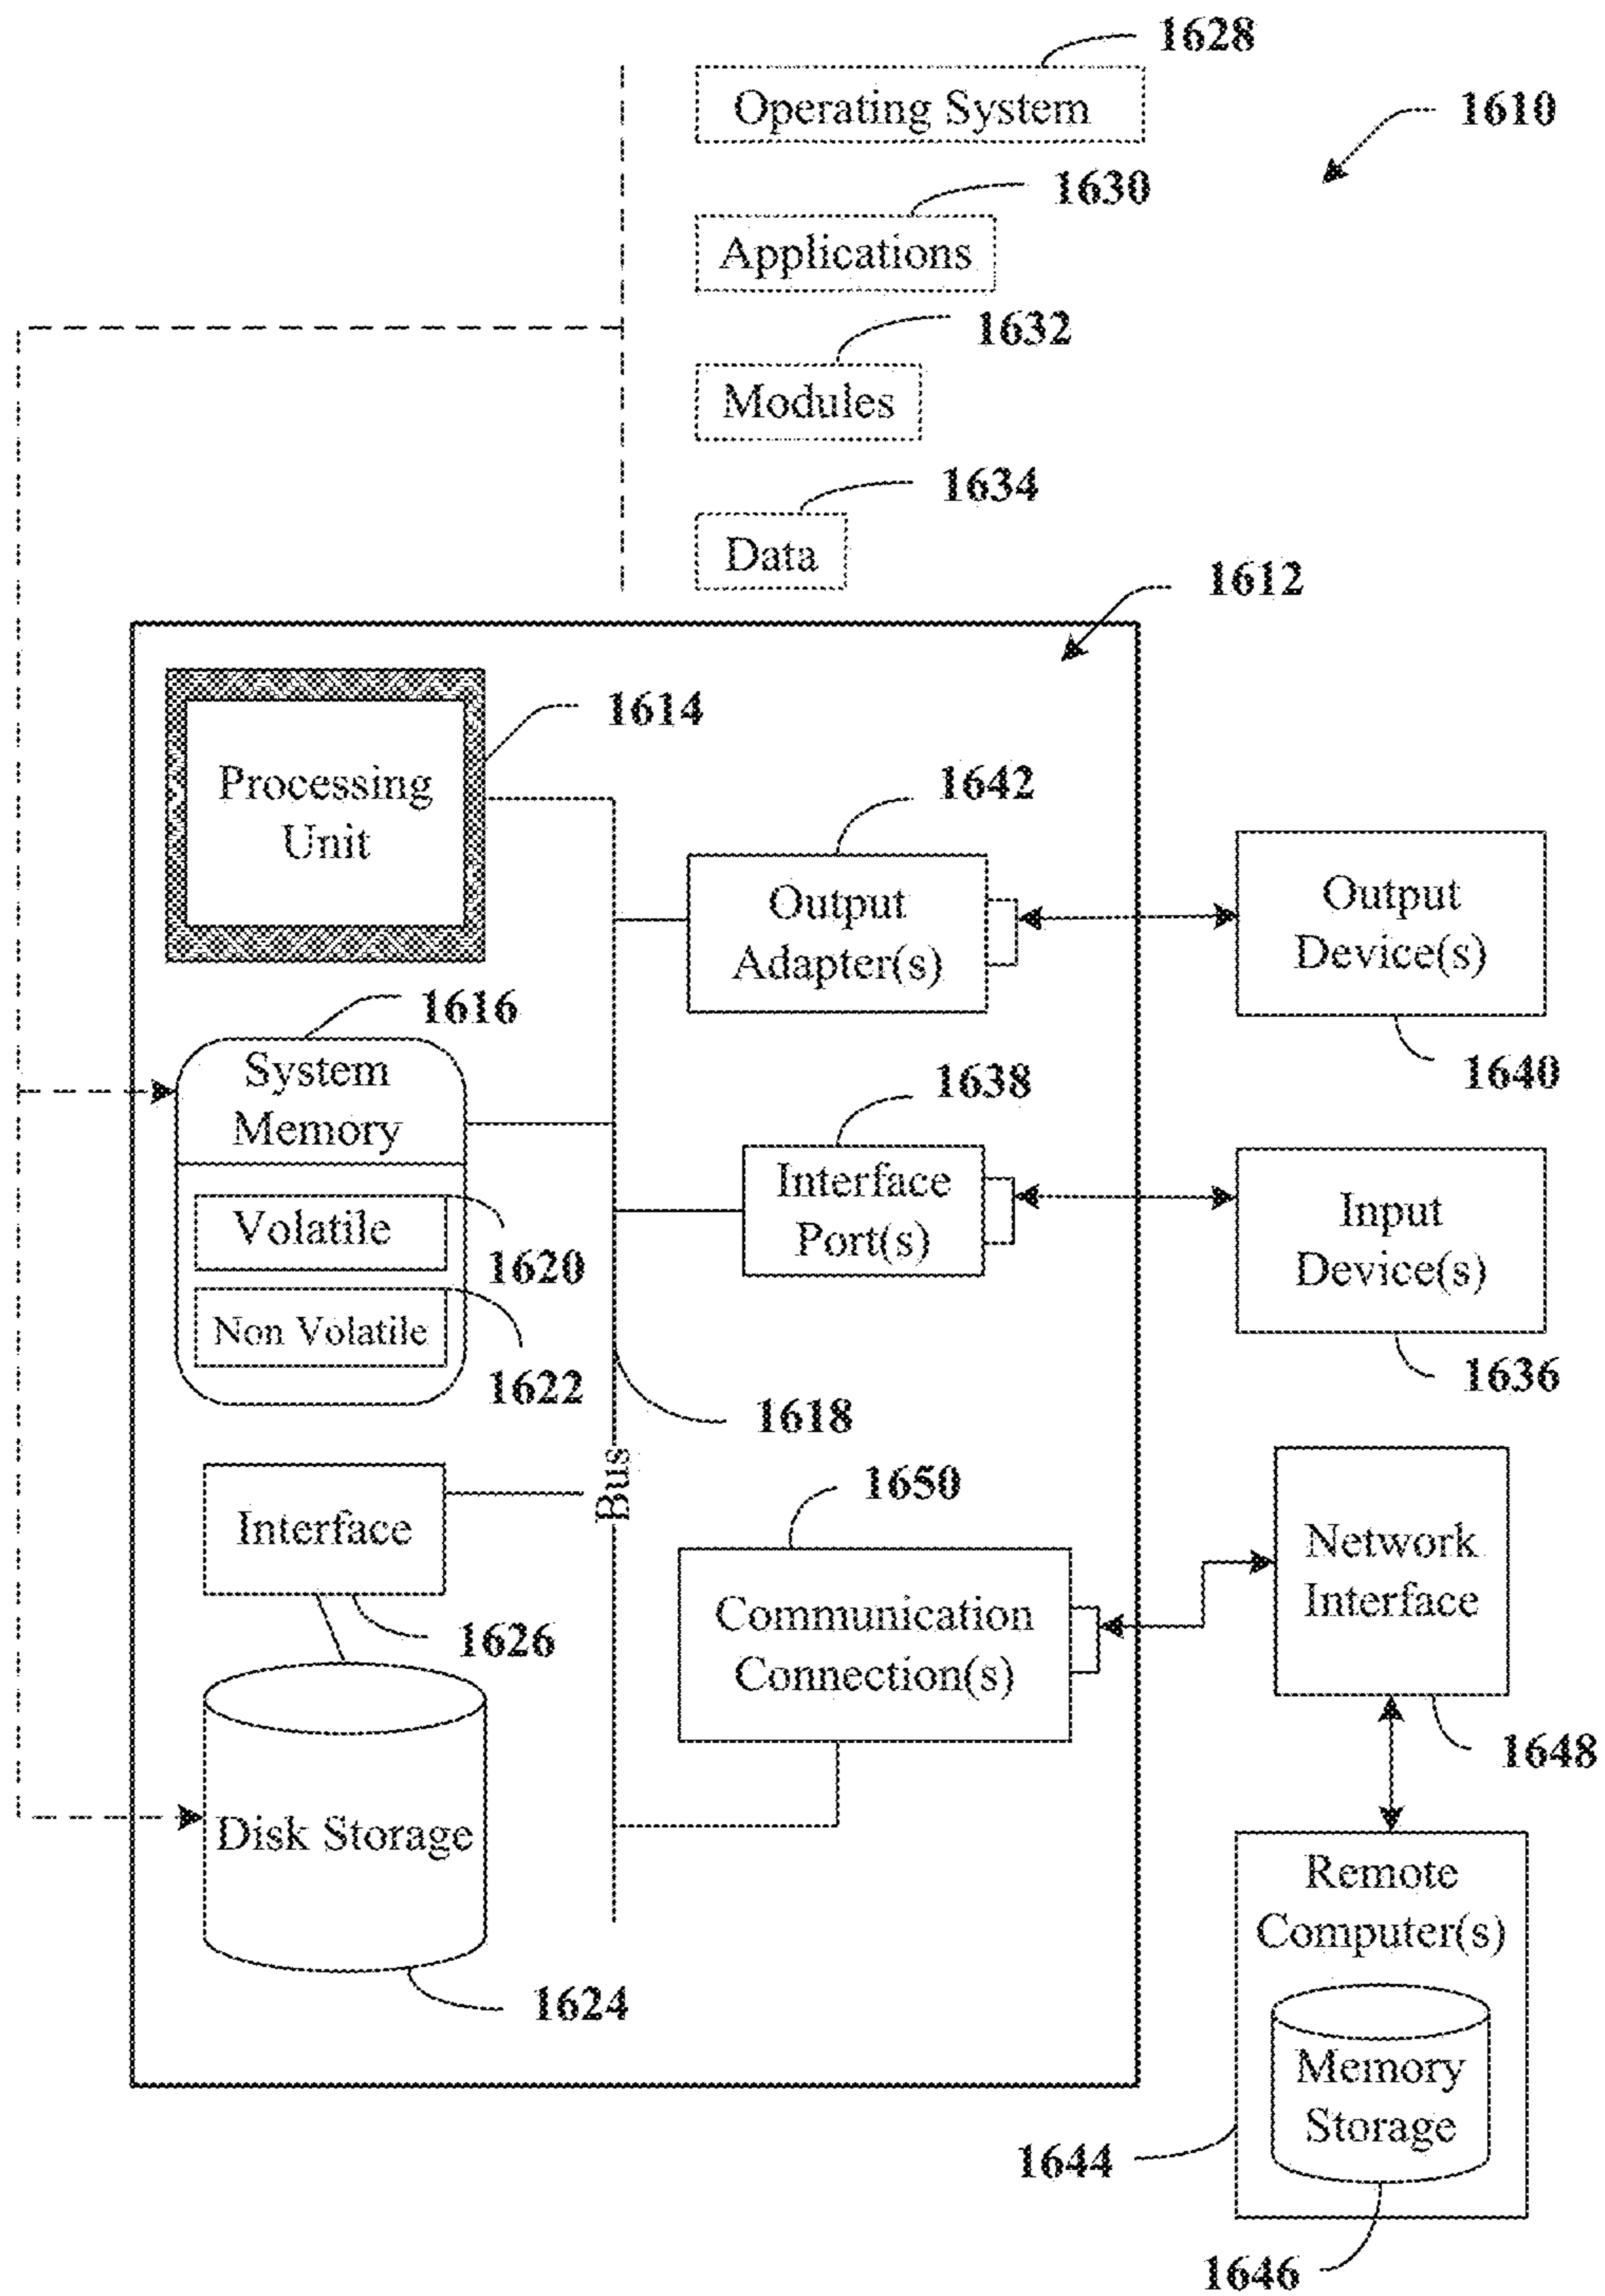 1628
Operating System
1610
1630
Applications
1632
Modules
1634
Data
1612
1614
Processing
Unit
1642
Output
Adapter(s)
Output
Device(s)
1640
1616
System
Memory
1638
Interface
Port(s)
Input
Device(s)
1636
Volatile
1620
Non Volatile
1622
1618
Bus
1650
Interface
1626
Communication
Connection(s)
Network
Interface
1648
Disk Storage
1624
Remote
Computer(s)
Memory
Storage
1644
1646